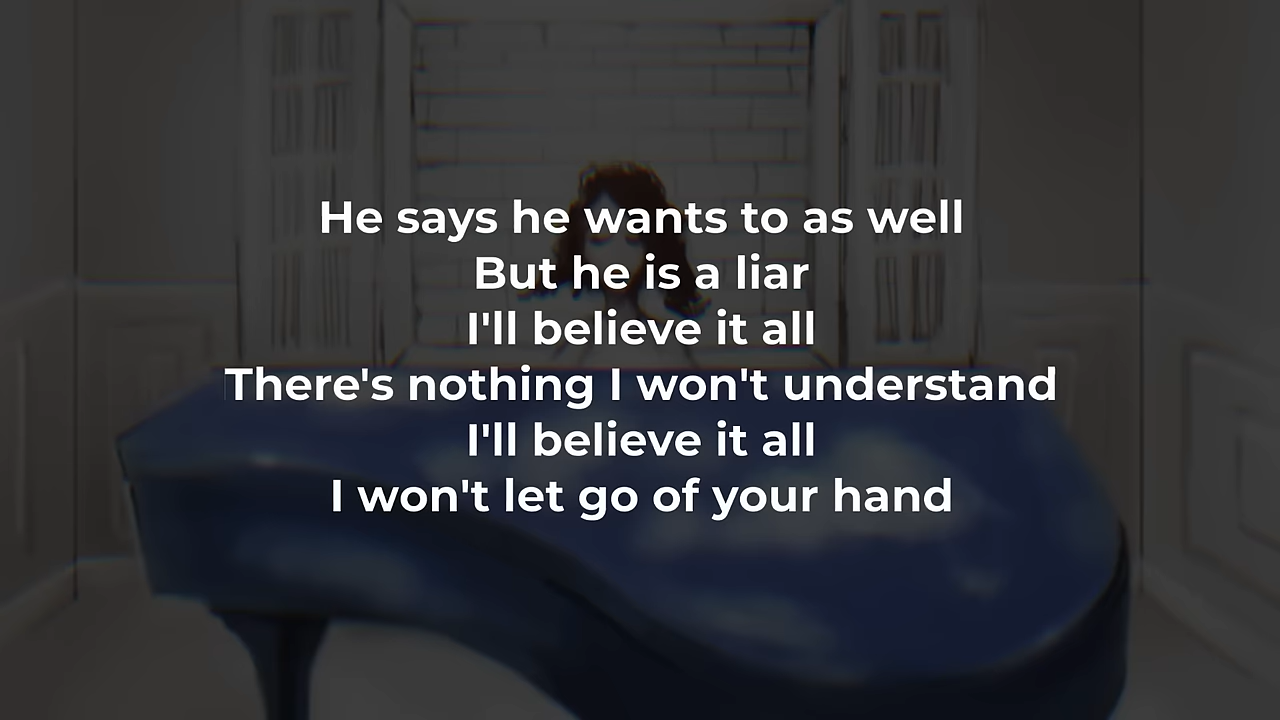 He says he wants to as well
But he is a liar
I'll believe it all
There's nothing I won't understand
I'll believe it all
I won't let go of your hand